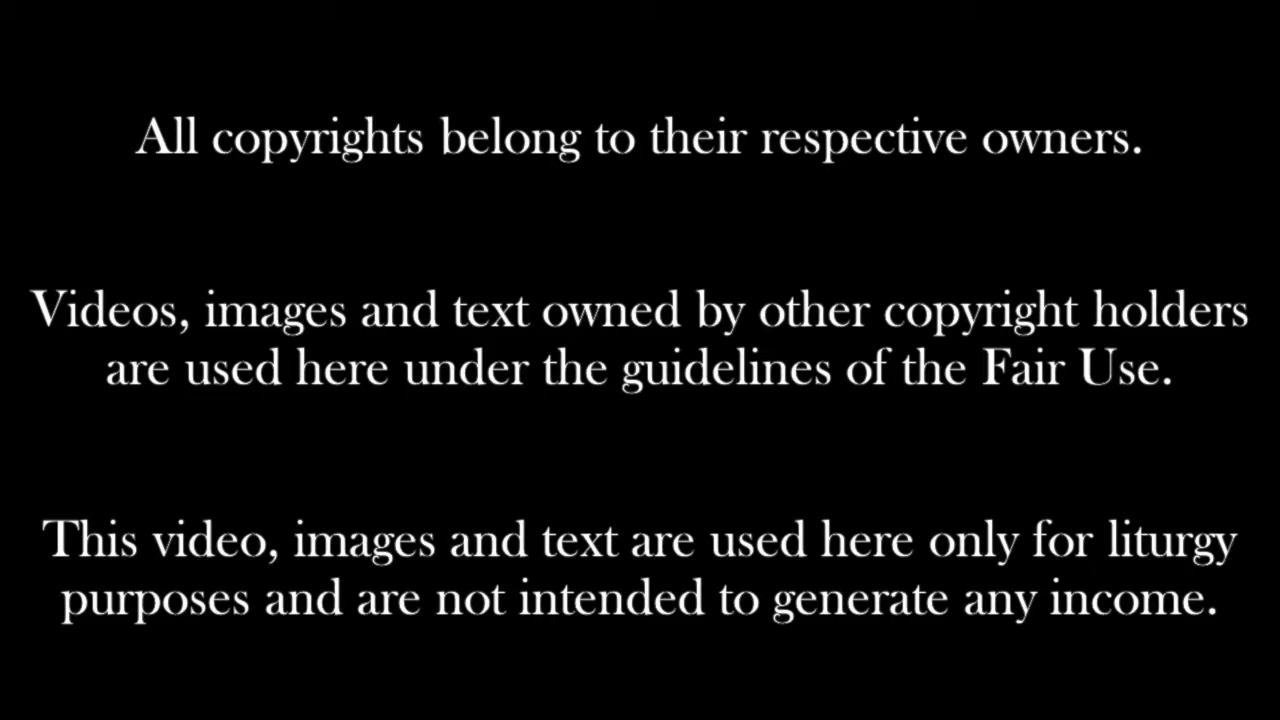 All copyrights belong to their respective owners.
Videos, images and text owned by other copyright holders
are used here under the guidelines of the Fair Use.
This video, images and text are used here only for liturgy
purposes and are not intended to generate any income.